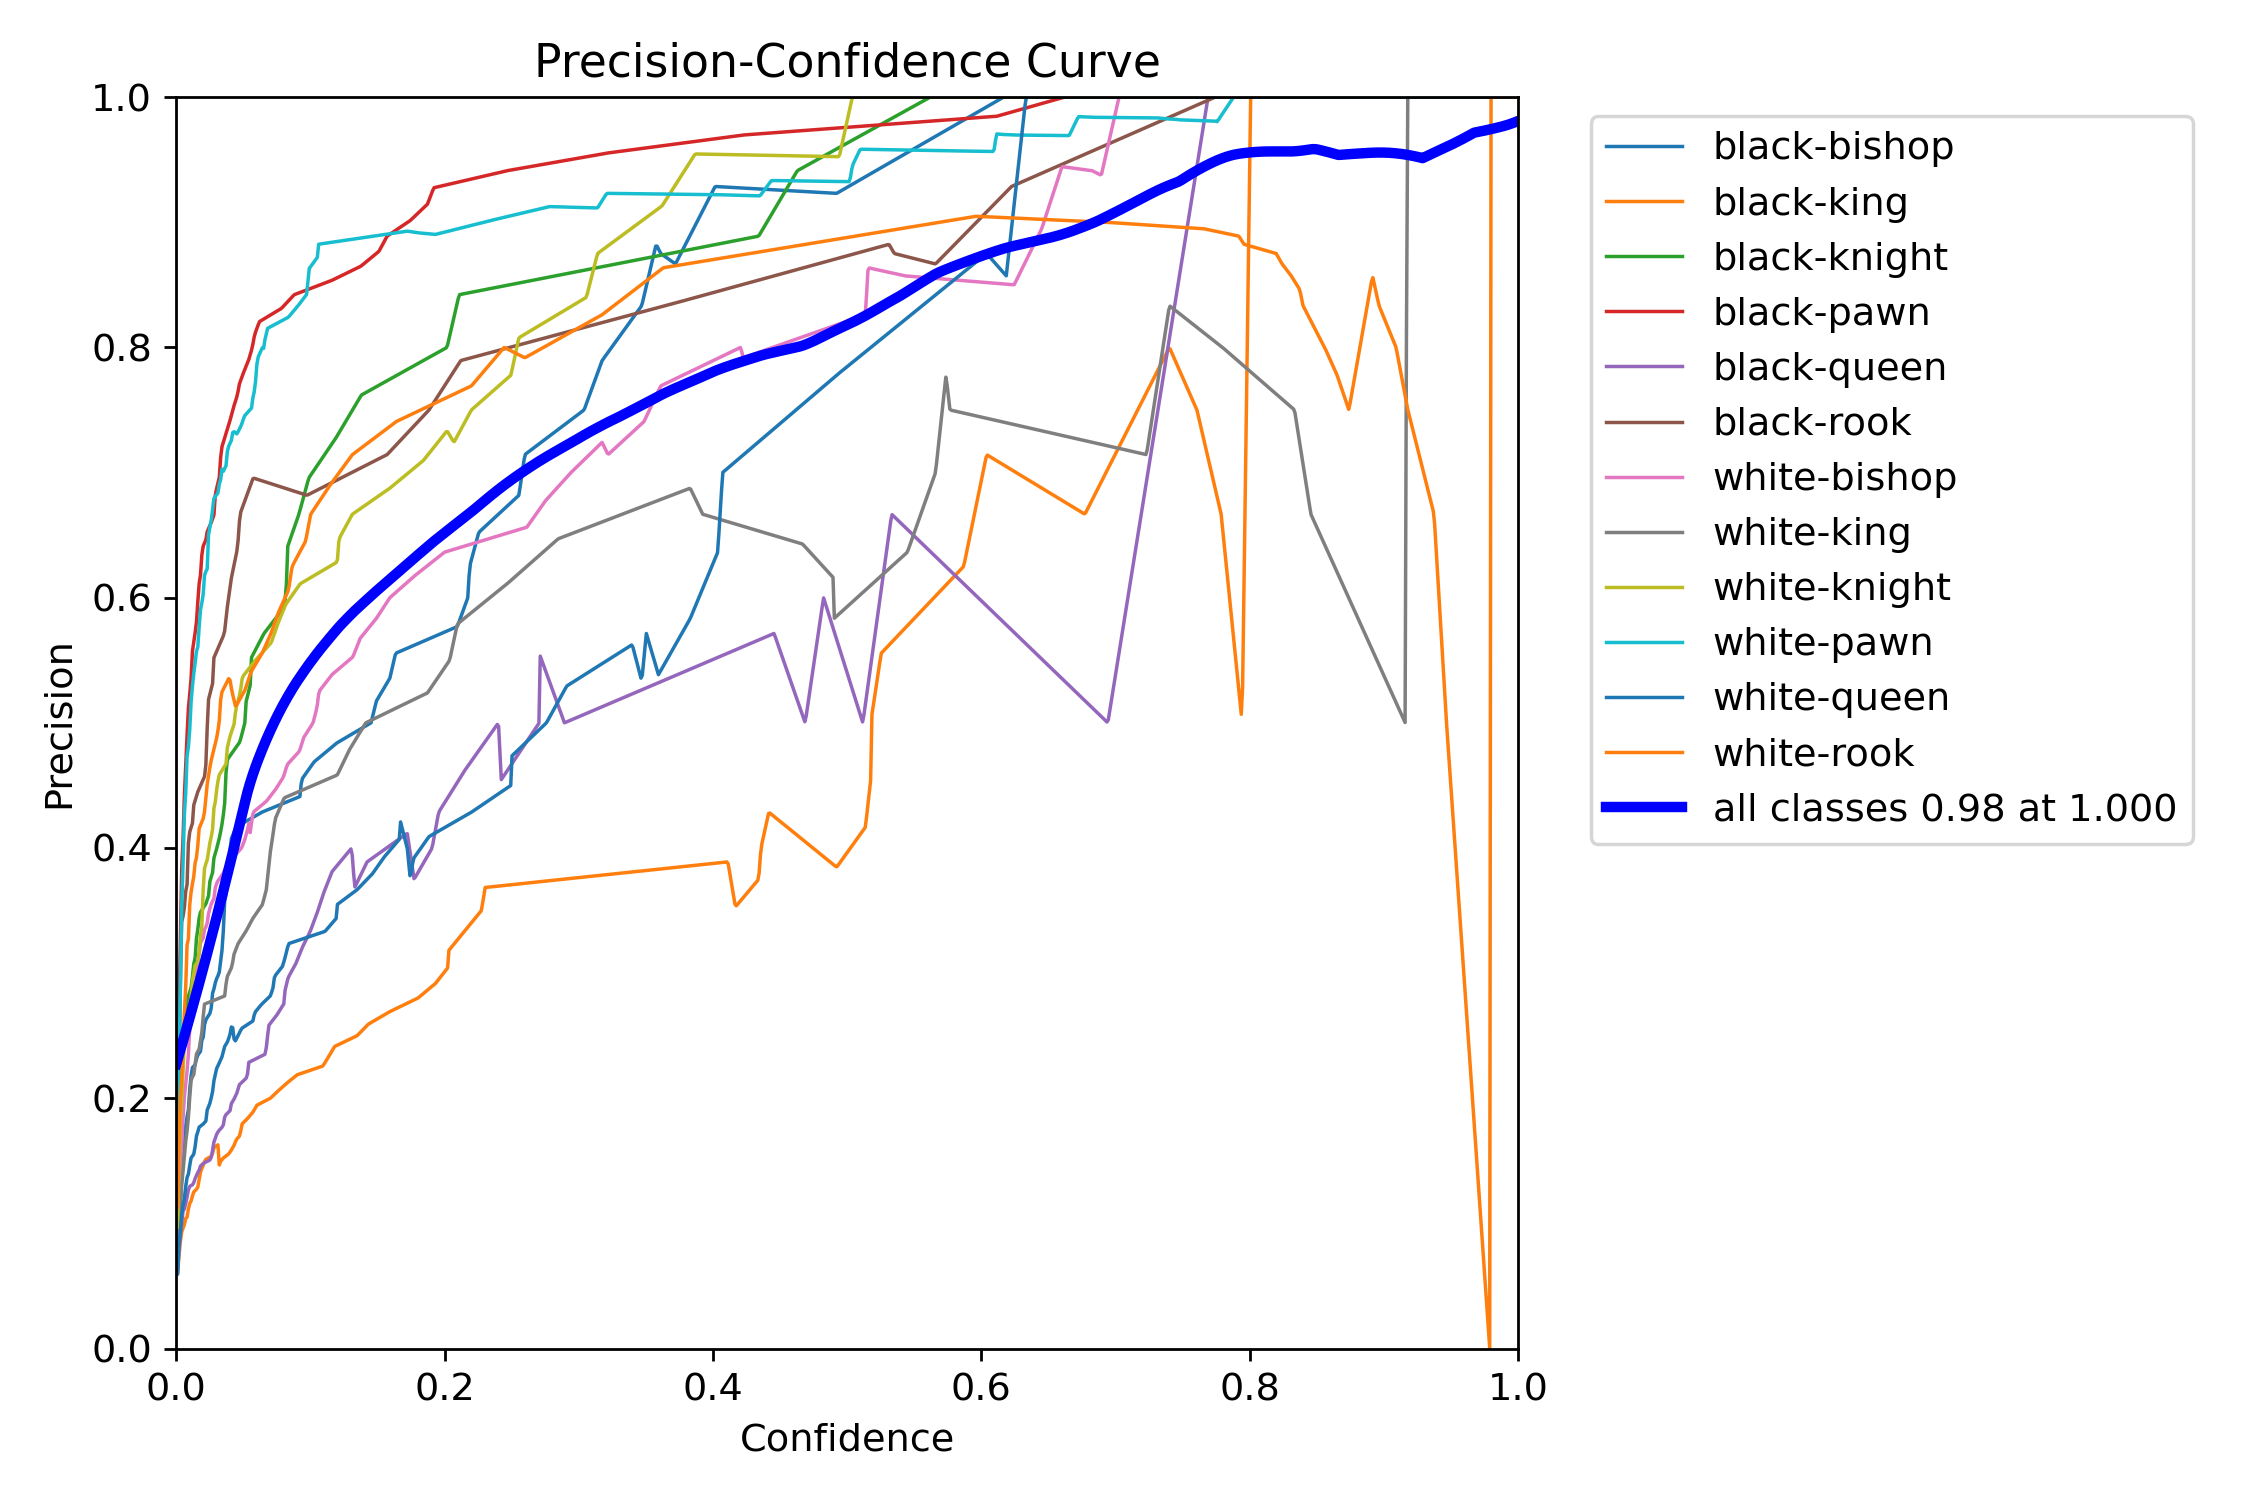 Precision-Confidence Curve
1.0
0.8
0.6
0.4
0.2
0.0
Precision
0.0 0.2 0.4 0.6 0.8 1.0
Confidence
black-bishop
black-king
black-knight
black-pawn
black-queen
black-rook
white-bishop
white-king
white-knight
white-pawn
white-queen
white-rook
all classes 0.98 at 1.000